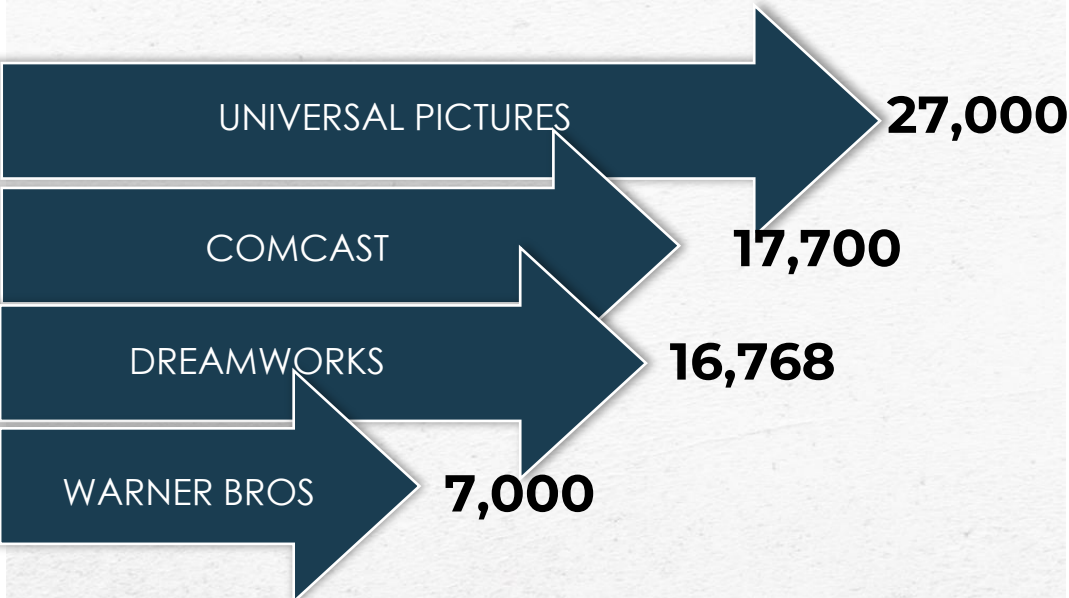 UNIVERSAL PICTURES 27,000
COMCAST 17,700
DREAMWORKS 16,768
WARNER BROS 7,000